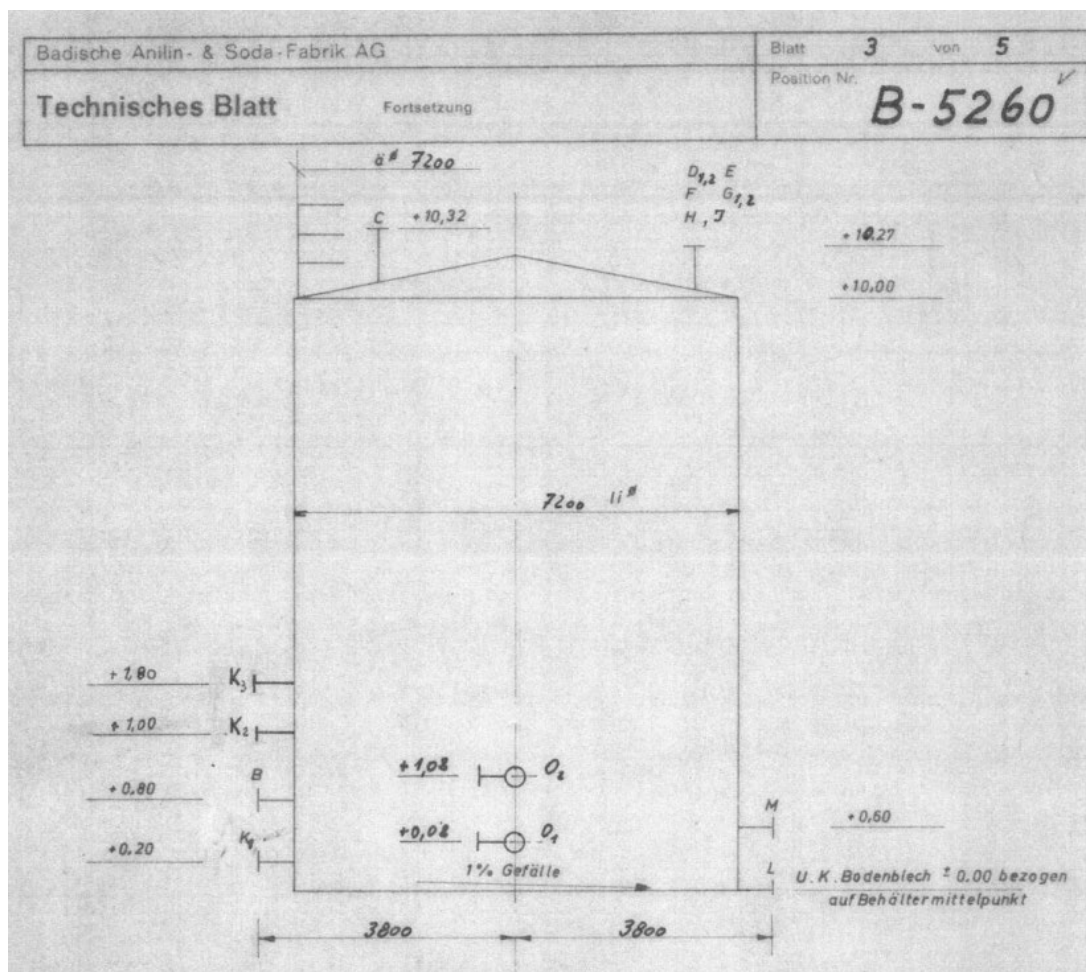 Badische Anilin- & Soda-Fabrik AG
Blatt 3 von 5
Technisches Blatt Fortsetzung
Position Nr.
B-5260
ä ø 7200
D1,2 E
F G1,2
H, J
C +10,32
+10,27
+10,00
7200 li ø
+1,80 K3
+1,00 K2
+1,08 O2
B
+0,80
M
+0,60
+0,08 O1
K1
+0,20
1% Gefälle
L
U.K. Bodenblech ± 0.00 bezogen
auf Behältermittelpunkt
3800 3800